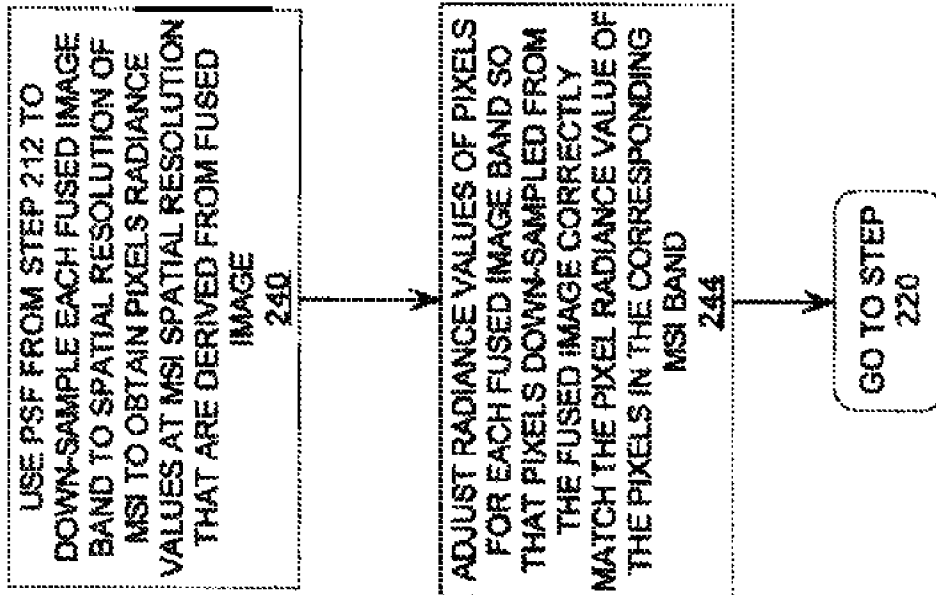 USE PSF FROM STEP 212 TO
DOWN-SAMPLE EACH FUSED IMAGE
BAND TO SPATIAL RESOLUTION OF
MSI TO OBTAIN PIXELS RADIANCE
VALUES AT MSI SPATIAL RESOLUTION
THAT ARE DERIVED FROM FUSED
IMAGE
240
ADJUST RADIANCE VALUES OF PIXELS
FOR EACH FUSED IMAGE BAND SO
THAT PIXELS DOWN-SAMPLED FROM
THE FUSED IMAGE CORRECTLY
MATCH THE PIXEL RADIANCE VALUE OF
THE PIXELS IN THE CORRESPONDING
MSI BAND
244
GO TO STEP
220